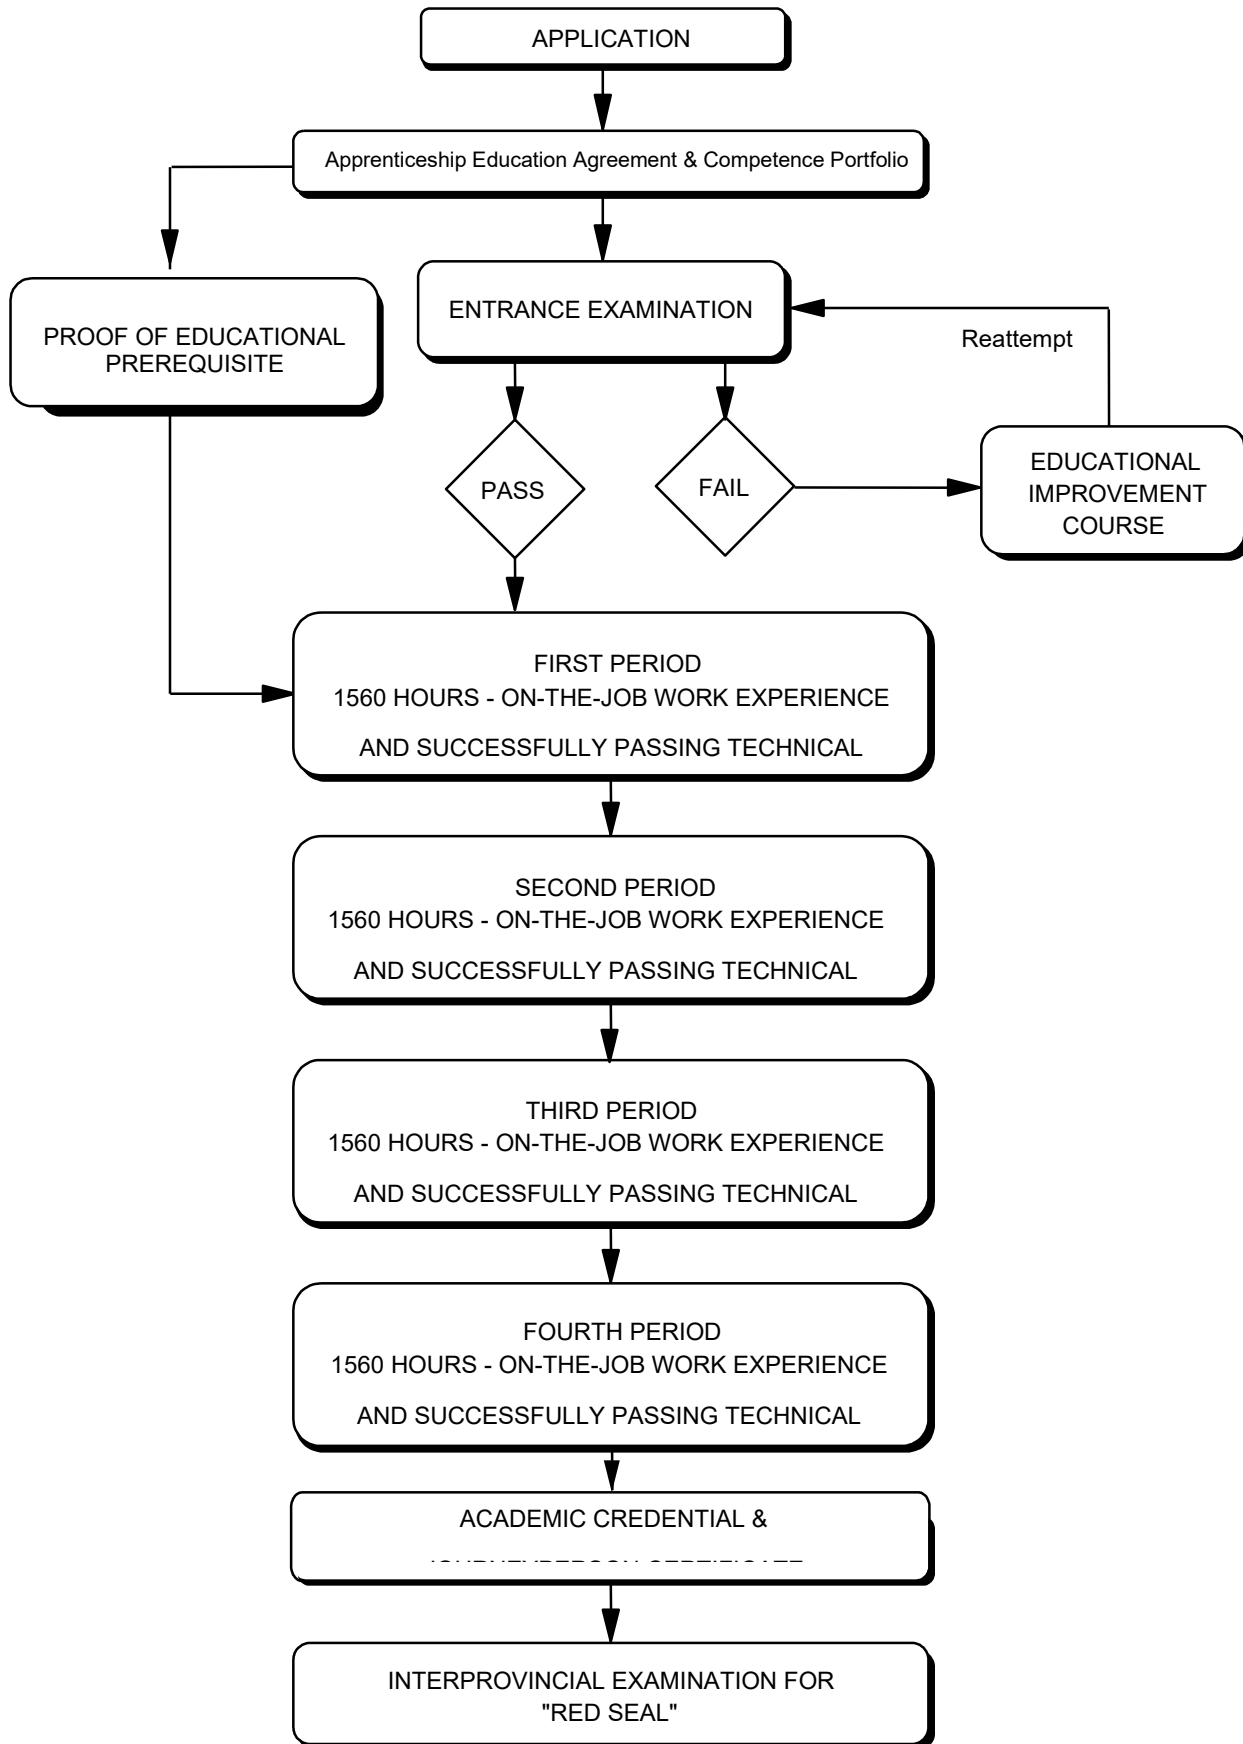 APPLICATION
Apprenticeship Education Agreement & Competence Portfolio
ENTRANCE EXAMINATION
PROOF OF EDUCATIONAL
PREREQUISITE
Reattempt
PASS
FAIL
EDUCATIONAL
IMPROVEMENT
COURSE
FIRST PERIOD
1560 HOURS - ON-THE-JOB WORK EXPERIENCE
AND SUCCESSFULLY PASSING TECHNICAL
SECOND PERIOD
1560 HOURS - ON-THE-JOB WORK EXPERIENCE
AND SUCCESSFULLY PASSING TECHNICAL
THIRD PERIOD
1560 HOURS - ON-THE-JOB WORK EXPERIENCE
AND SUCCESSFULLY PASSING TECHNICAL
FOURTH PERIOD
1560 HOURS - ON-THE-JOB WORK EXPERIENCE
AND SUCCESSFULLY PASSING TECHNICAL
ACADEMIC CREDENTIAL &
INTERPROVINCIAL EXAMINATION FOR
"RED SEAL"